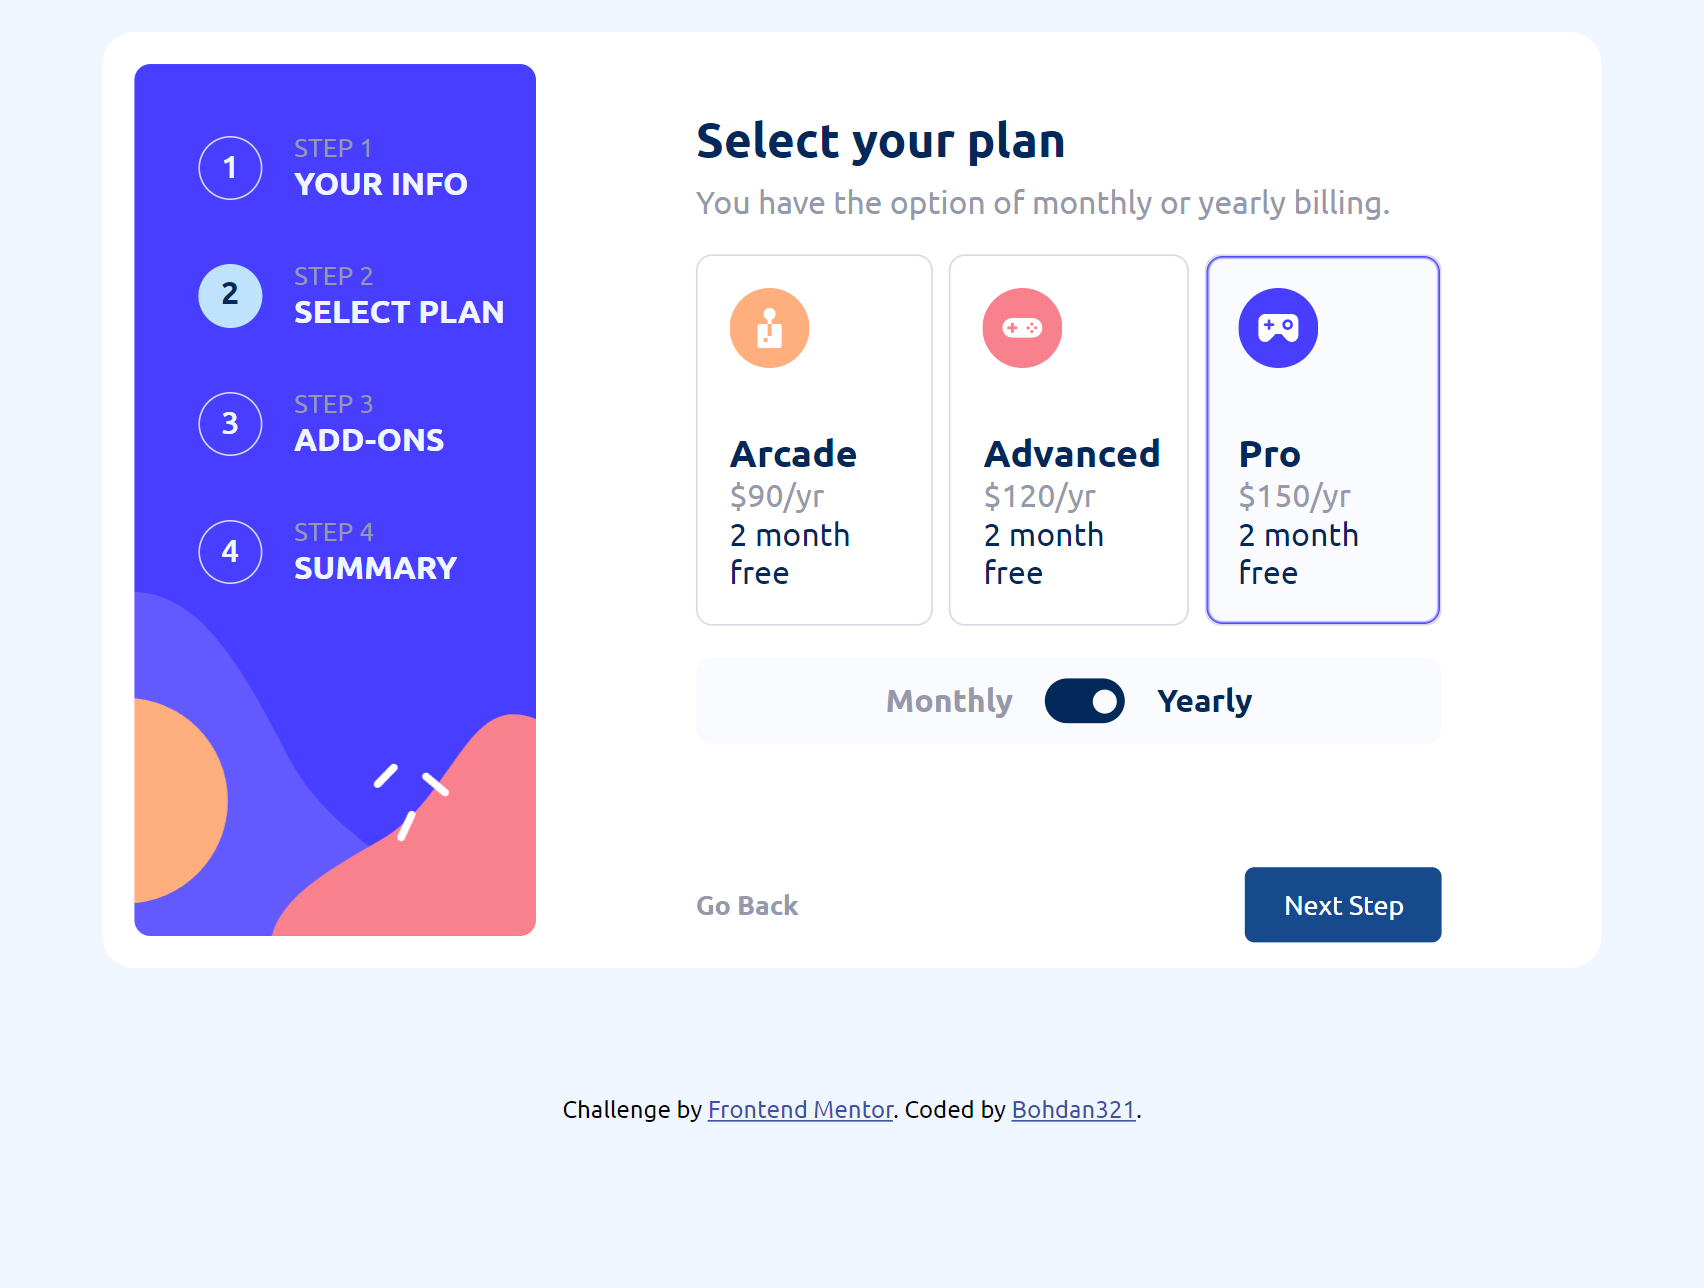 1
STEP 1
YOUR INFO
2
STEP 2
SELECT PLAN
3
STEP 3
ADD-ONS
4
STEP 4
SUMMARY
Select your plan
You have the option of monthly or yearly billing.
Arcade
$90/yr
2 month
free
Advanced
$120/yr
2 month
free
Pro
$150/yr
2 month
free
Monthly
Yearly
Go Back
Next Step
Challenge by Frontend Mentor. Coded by Bohdan321.